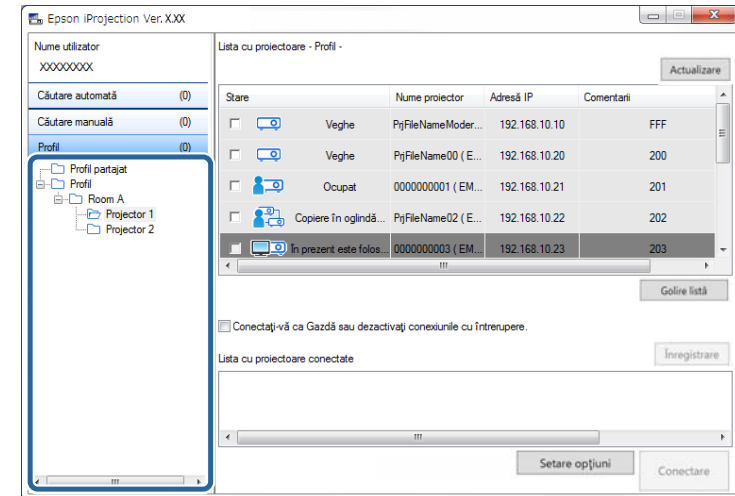 Epson iProjection Ver. X.XX
Nume utilizator
XXXXXXXX
Căutare automată (0)
Căutare manuală (0)
Profil (0)
Profil partajat
Profil
Room A
Projector 1
Projector 2
Lista cu proiectoare - Profil -
Actualizare
Stare Nume proiector Adresă IP Comentarii
Veghe PrjFileNameModer... 192.168.10.10 FFF
Veghe PrjFileName00 ( E... 192.168.10.20 200
Ocupat 0000000001 ( EM... 192.168.10.21 201
Copiere în oglindă... PrjFileName02 ( E... 192.168.10.22 202
În prezent este folos... 0000000003 ( EM... 192.168.10.23 203
Golire listă
Conectaţi-vă ca Gazdă sau dezactivaţi conexiunile cu întrerupere.
Lista cu proiectoare conectate
Înregistrare
Setare opţiuni
Conectare